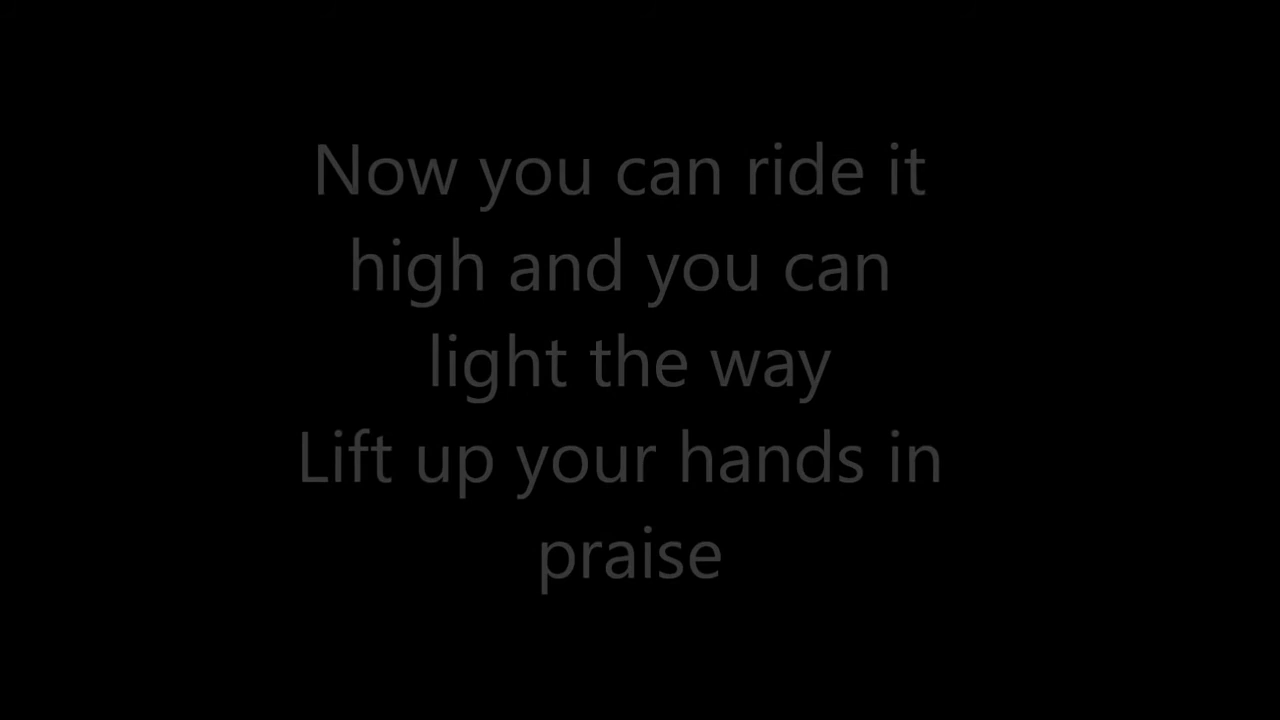 Now you can ride it
high and you can
light the way
Lift up your hands in
praise